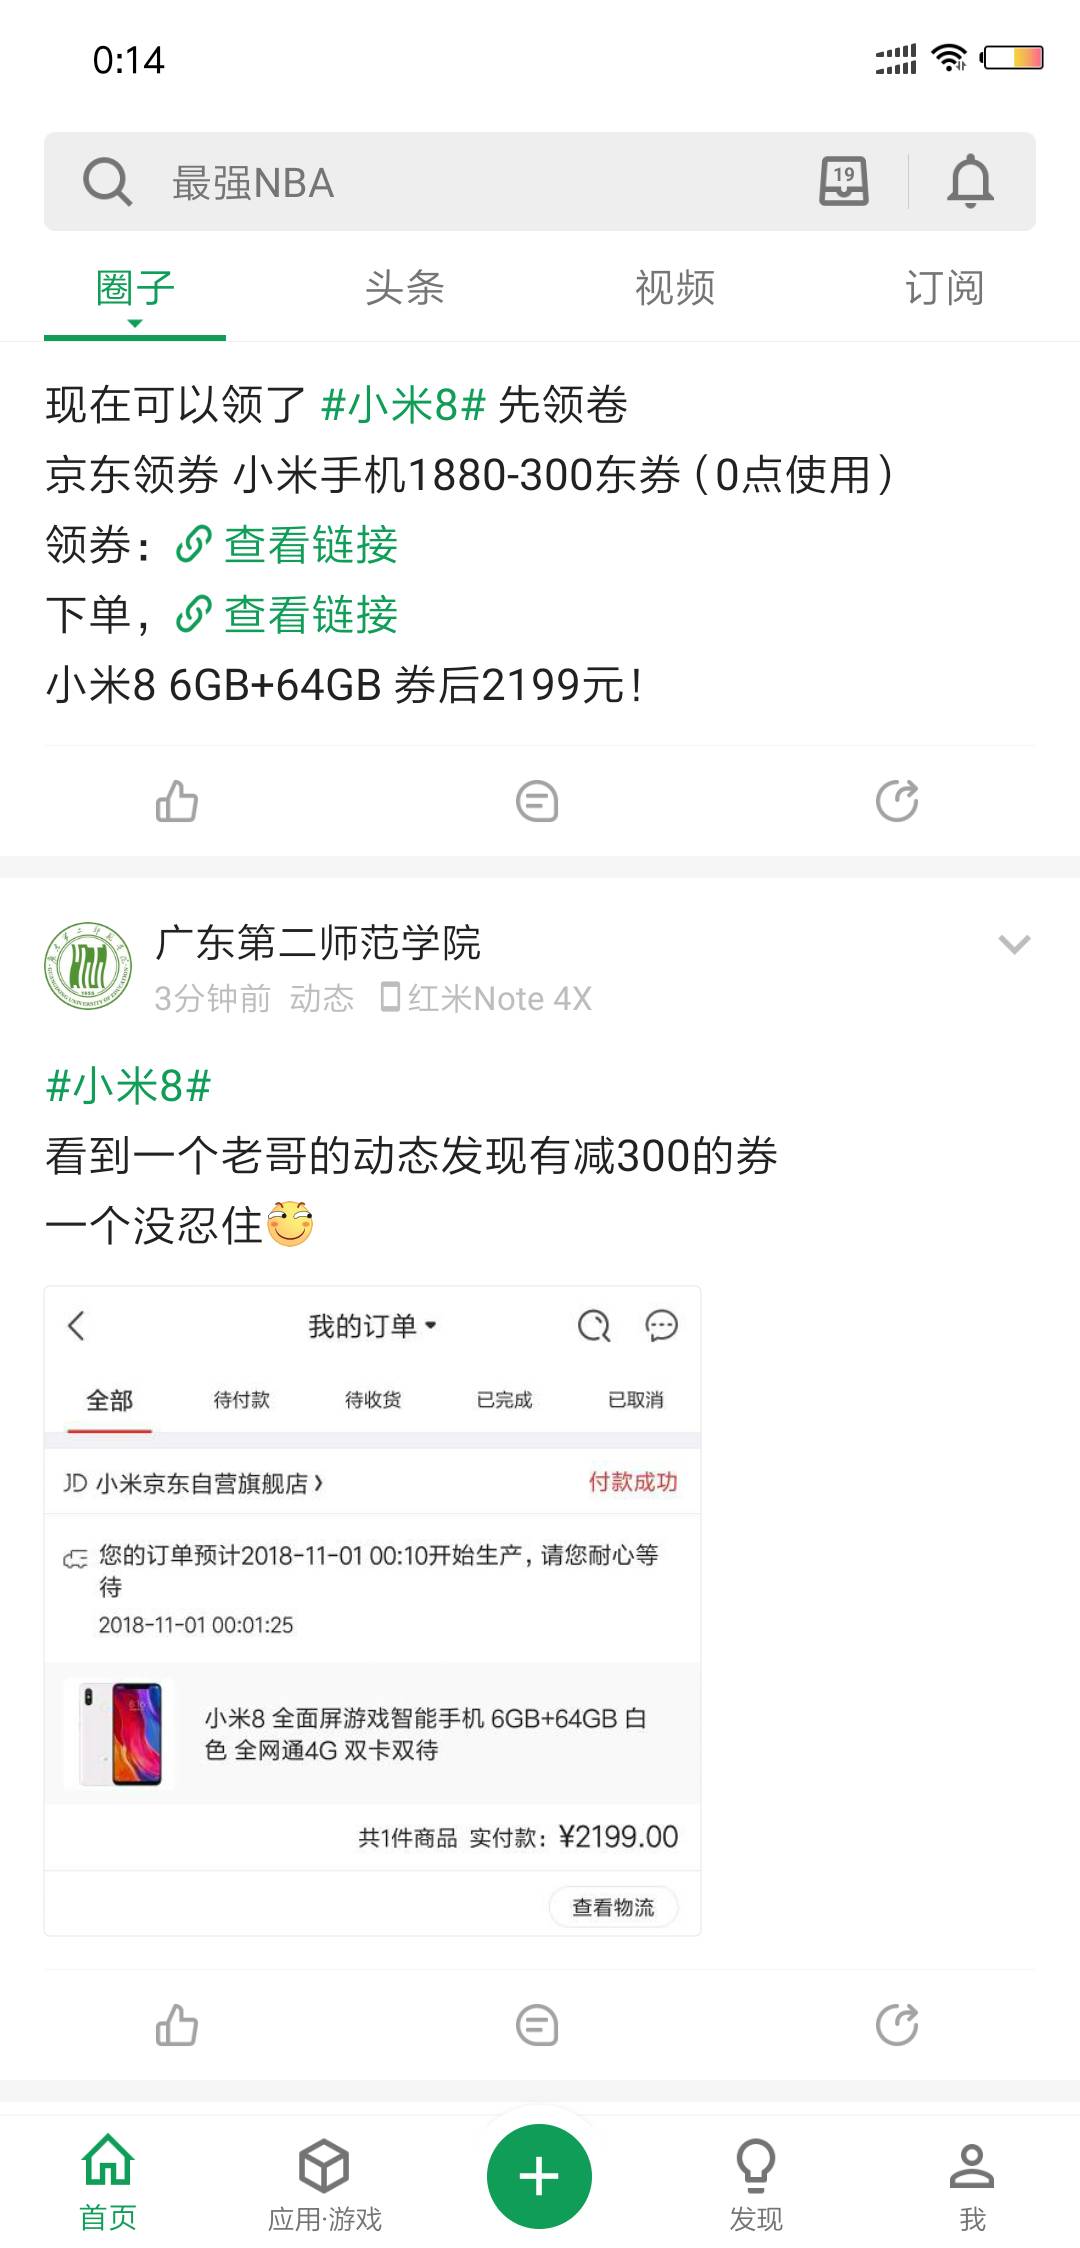 0:14
最强NBA
19
圈子
头条
视频
订阅
现在可以领了 #小米8# 先领卷
京东领券 小米手机1880-300东券（0点使用）
领券： 查看链接
下单， 查看链接
小米8 6GB+64GB 券后2199元！
广东第二师范学院
3分钟前 动态 红米Note 4X
#小米8#
看到一个老哥的动态发现有减300的券
一个没忍住
我的订单
全部
待付款
待收货
已完成
已取消
JD 小米京东自营旗舰店
付款成功
您的订单预计2018-11-01 00:10开始生产，请您耐心等
待
2018-11-01 00:01:25
小米8 全面屏游戏智能手机 6GB+64GB 白
色 全网通4G 双卡双待
共1件商品 实付款：¥2199.00
查看物流
首页
应用·游戏
发现
我